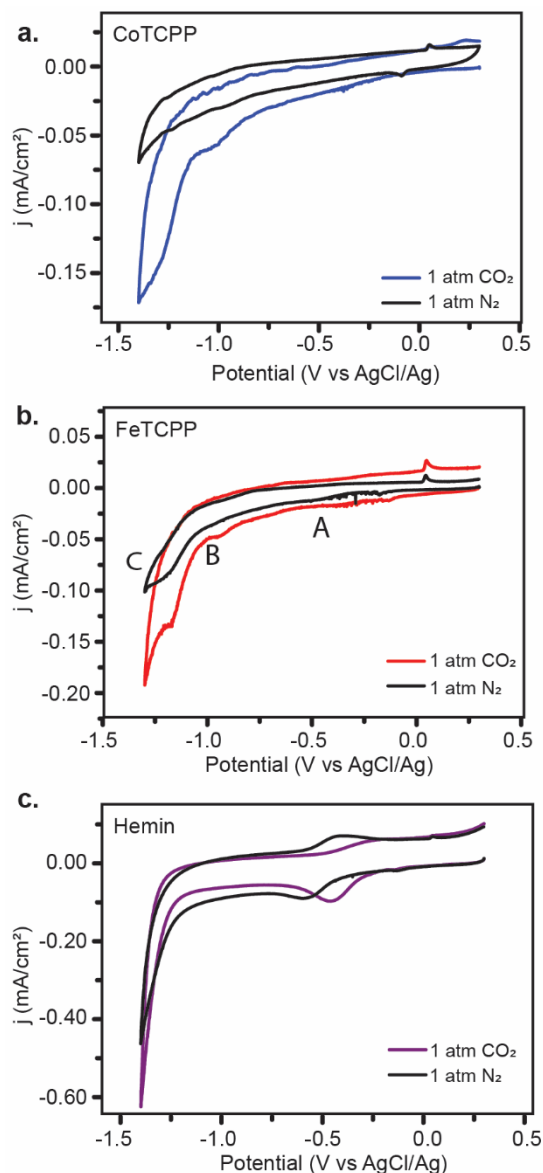 a.
CoTCPP
0.00
-0.05
-0.10
-0.15
j (mA/cm²)
1 atm CO₂
1 atm N₂
-1.5 -1.0 -0.5 0.0 0.5
Potential (V vs AgCl/Ag)
b.
FeTCPP
0.05
0.00
-0.05
-0.10
-0.15
-0.20
j (mA/cm²)
A
B
C
1 atm CO₂
1 atm N₂
-1.5 -1.0 -0.5 0.0 0.5
Potential (V vs AgCl/Ag)
c.
Hemin
0.00
-0.20
-0.40
-0.60
j (mA/cm²)
1 atm CO₂
1 atm N₂
-1.5 -1.0 -0.5 0.0 0.5
Potential (V vs AgCl/Ag)